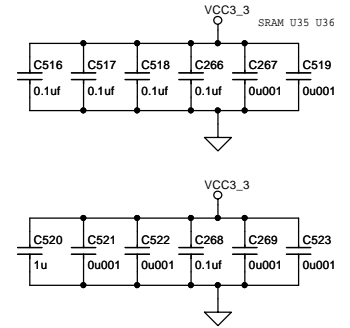 VCC3_3
SRAM U35 U36
C516 C517 C518 C266 C267 C519
0.1uf 0.1uf 0.1uf 0.1uf 0u001 0u001
VCC3_3
C520 C521 C522 C268 C269 C523
1u 0u001 0u001 0.1uf 0u001 0u001